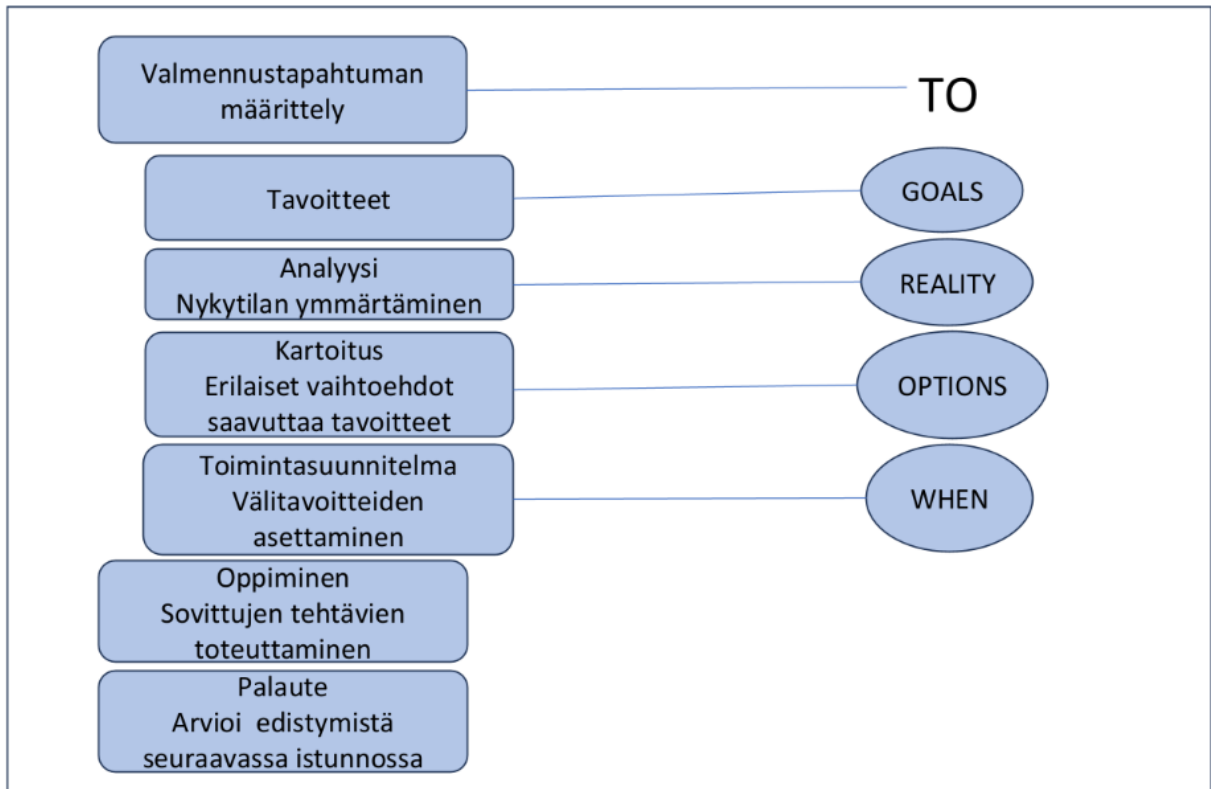 Valmennustapahtuman
määrittely
TO
Tavoitteet
GOALS
Analyysi
Nykytilan ymmärtäminen
REALITY
Kartoitus
Erilaiset vaihtoehdot
saavuttaa tavoitteet
OPTIONS
Toimintasuunnitelma
Välitavoitteiden
asettaminen
WHEN
Oppiminen
Sovittujen tehtävien
toteuttaminen
Palaute
Arvioi edistymistä
seuraavassa istunnossa